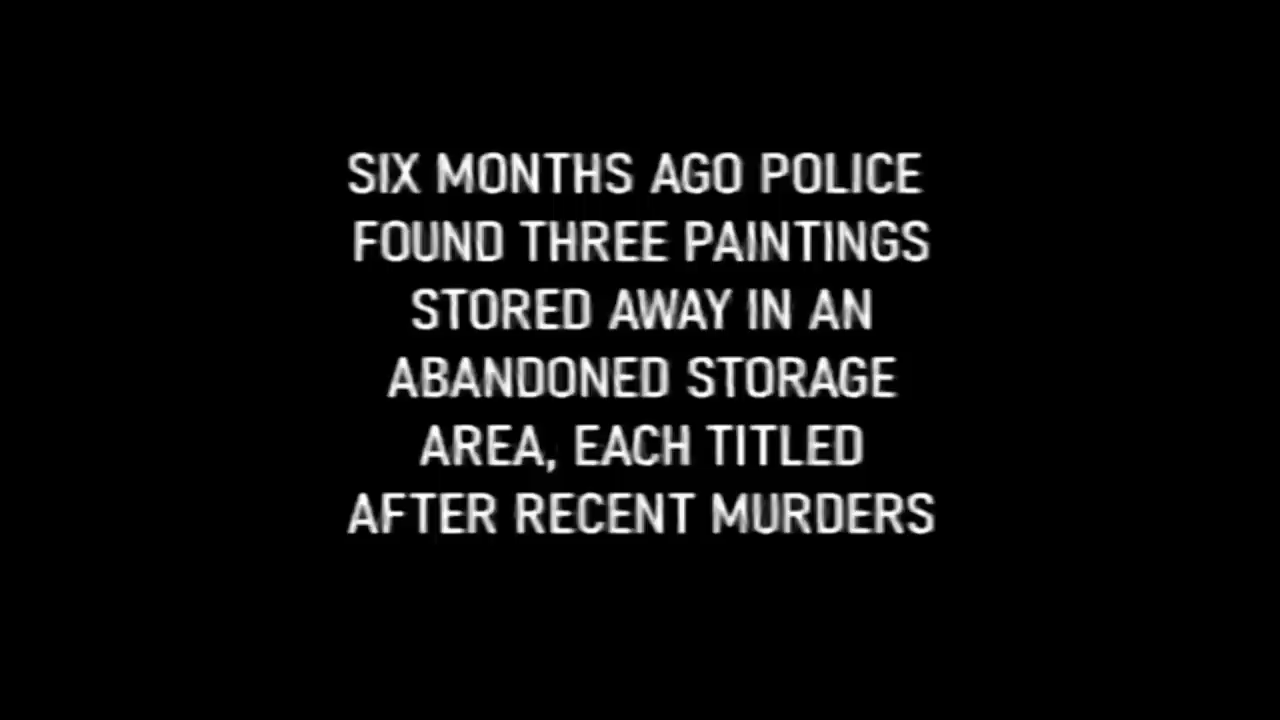 SIX MONTHS AGO POLICE
FOUND THREE PAINTINGS
STORED AWAY IN AN
ABANDONED STORAGE
AREA, EACH TITLED
AFTER RECENT MURDERS